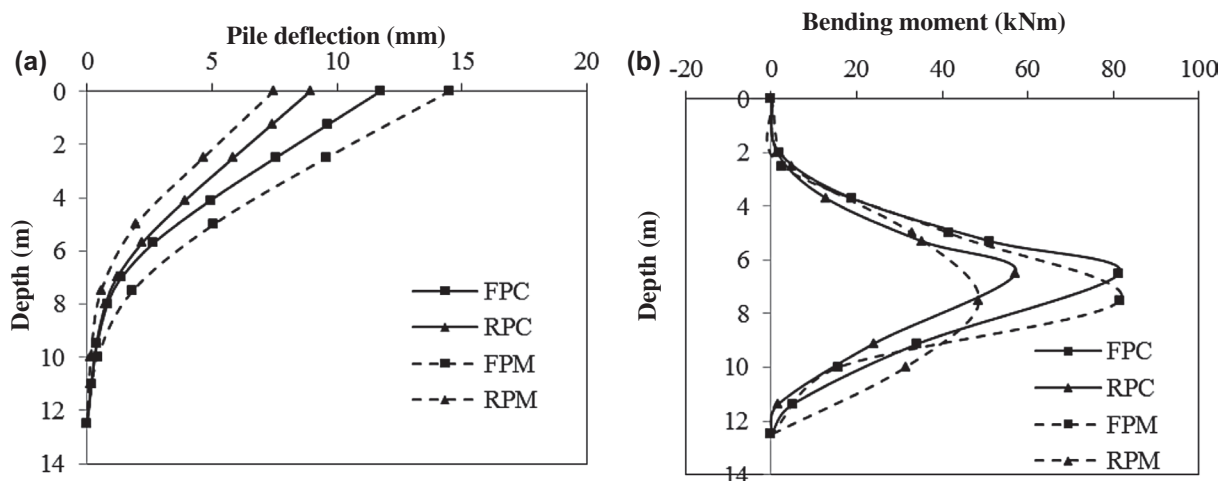 Pile deflection (mm)
(a)
0 5 10 15 20
0
2
4
6
8
10
12
14
Depth (m)
FPC
RPC
FPM
RPM
Bending moment (kNm)
(b)
-20 0 20 40 60 80 100
0
2
4
6
8
10
12
14
Depth (m)
FPC
RPC
FPM
RPM